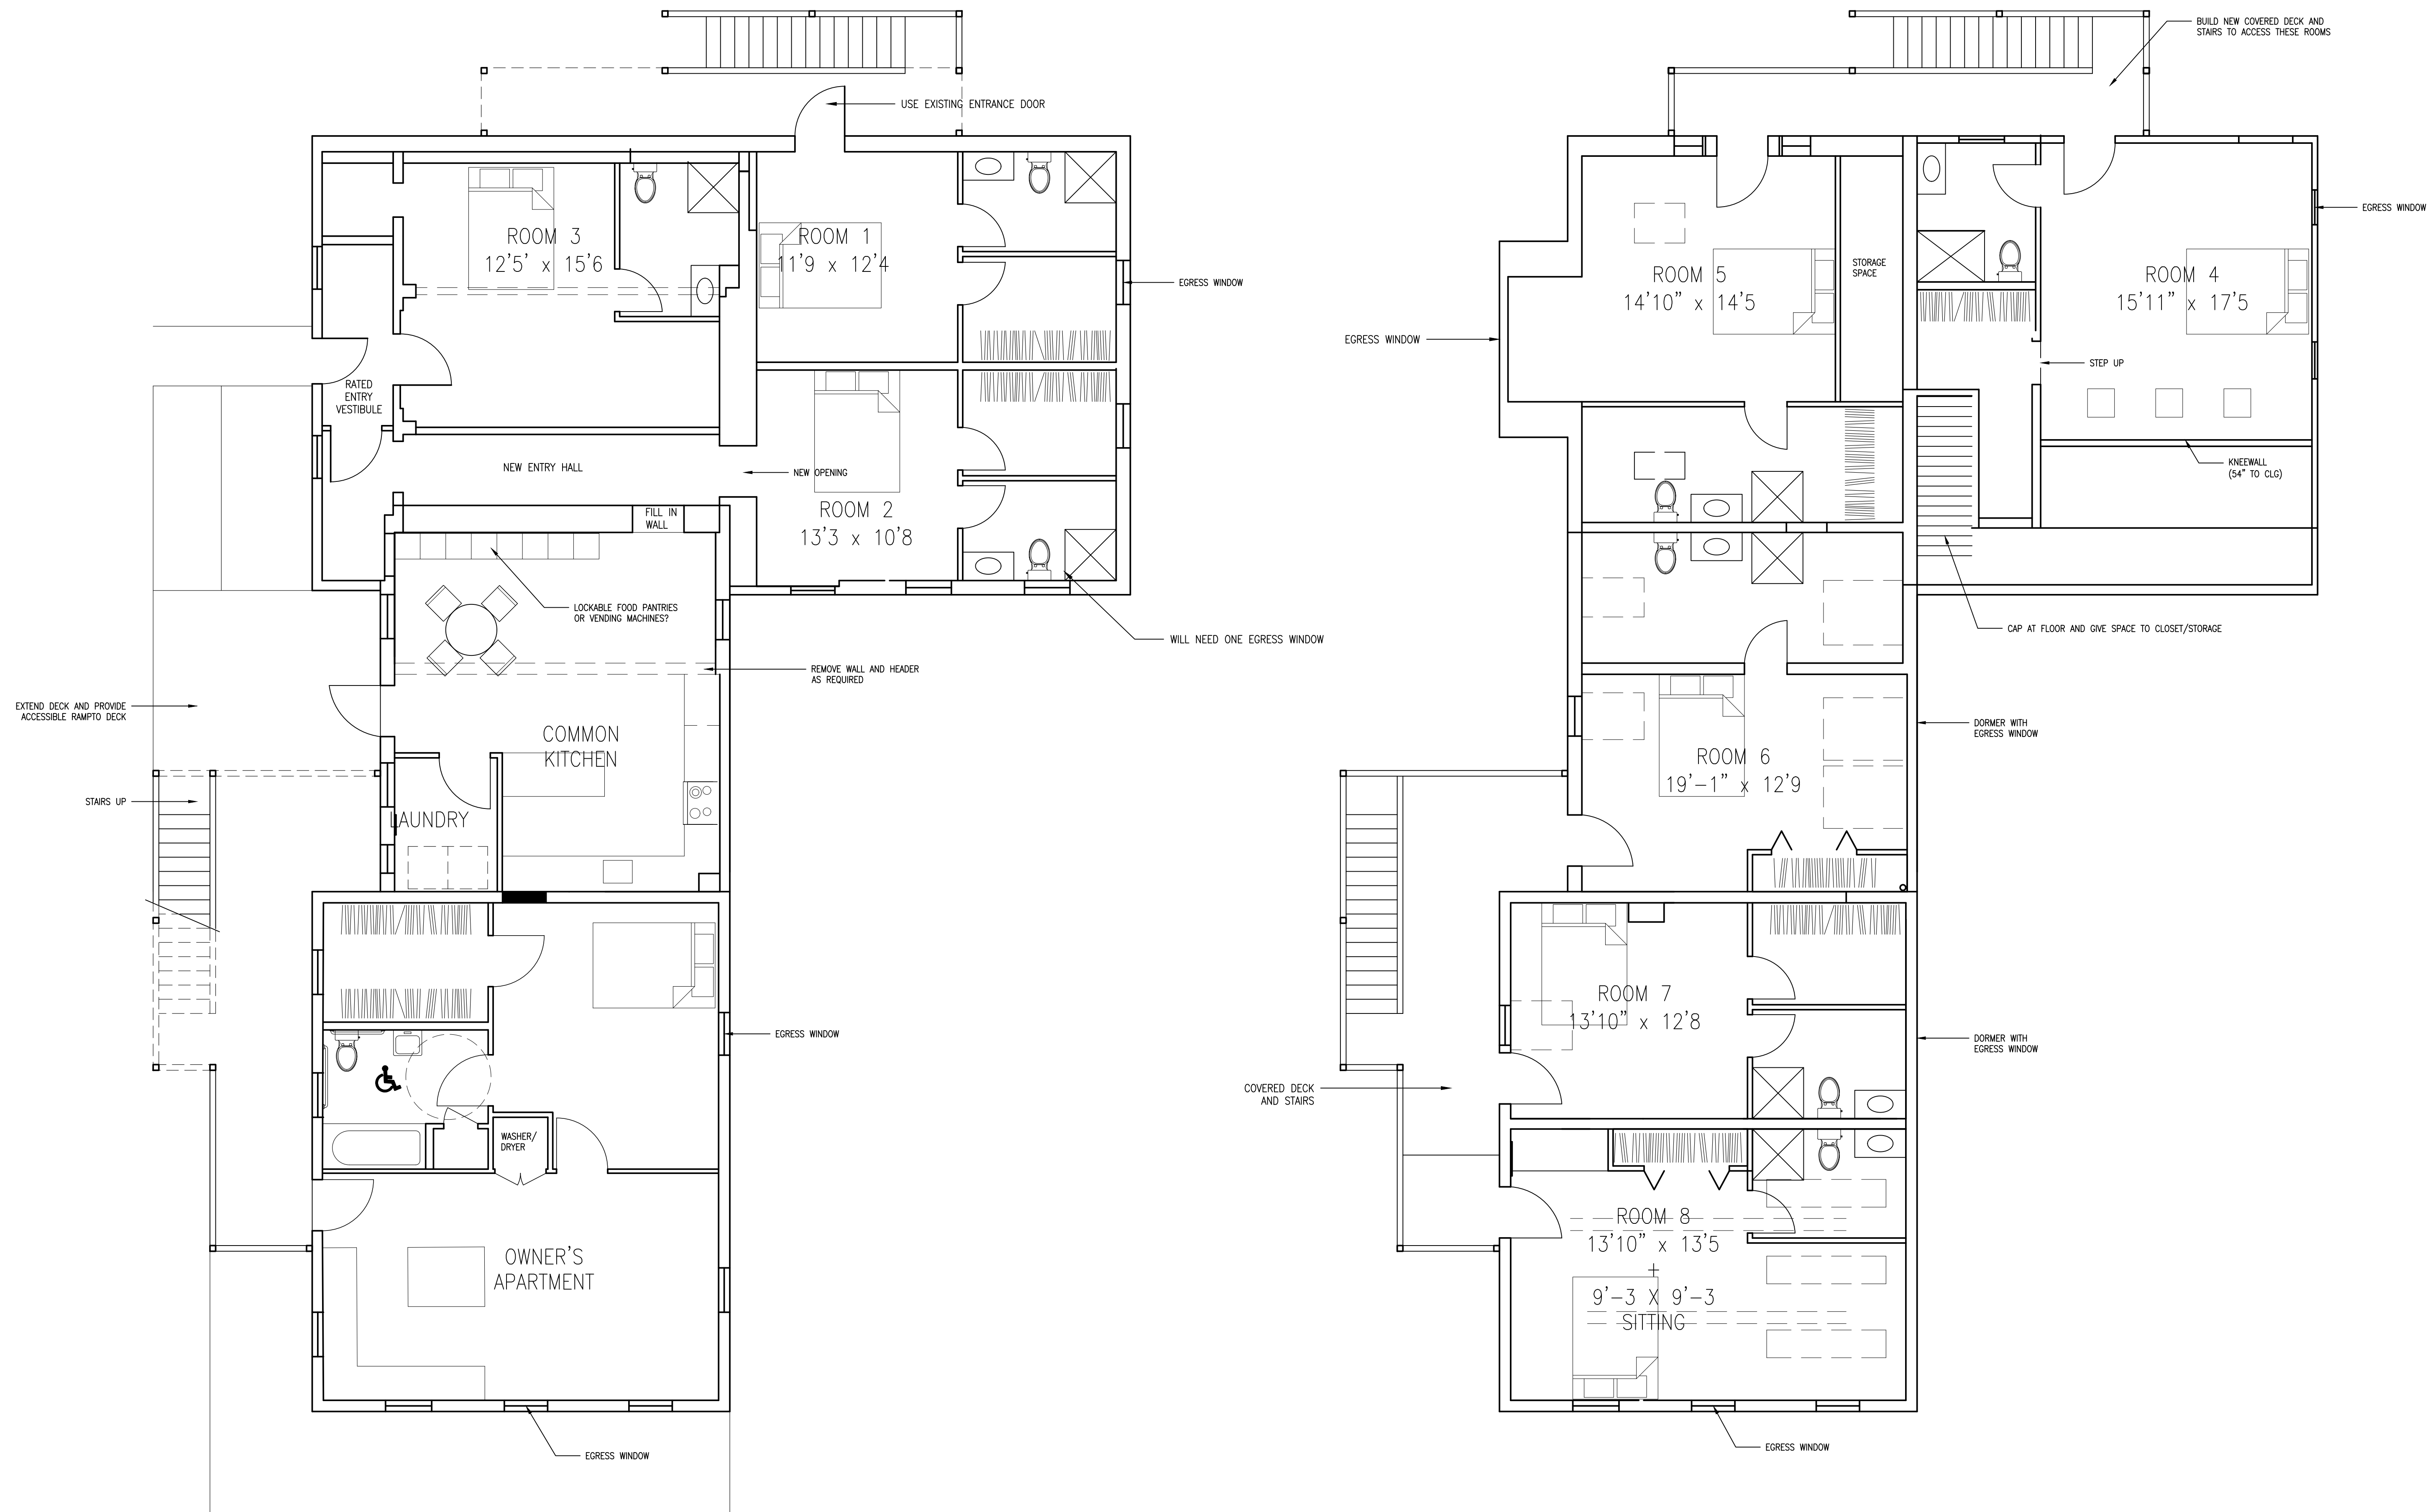 USE EXISTING ENTRANCE DOOR
ROOM 3
12'5' x 15'6
ROOM 1
11'9 x 12'4
EGRESS WINDOW
RATED
ENTRY
VESTIBULE
NEW ENTRY HALL
NEW OPENING
FILL IN
WALL
ROOM 2
13'3 x 10'8
LOCKABLE FOOD PANTRIES
OR VENDING MACHINES?
WILL NEED ONE EGRESS WINDOW
REMOVE WALL AND HEADER
AS REQUIRED
EXTEND DECK AND PROVIDE
ACCESSIBLE RAMPTO DECK
COMMON
KITCHEN
STAIRS UP
LAUNDRY
EGRESS WINDOW
WASHER/
DRYER
OWNER'S
APARTMENT
EGRESS WINDOW
BUILD NEW COVERED DECK AND
STAIRS TO ACCESS THESE ROOMS
EGRESS WINDOW
ROOM 5
14'10" x 14'5
STORAGE
SPACE
ROOM 4
15'11" x 17'5
EGRESS WINDOW
STEP UP
KNEEWALL
(54" TO CLG)
CAP AT FLOOR AND GIVE SPACE TO CLOSET/STORAGE
DORMER WITH
EGRESS WINDOW
ROOM 6
19'-1" x 12'9
ROOM 7
13'10" x 12'8
DORMER WITH
EGRESS WINDOW
COVERED DECK
AND STAIRS
ROOM 8
13'10" x 13'5
9'-3 X 9'-3
SITTING
EGRESS WINDOW